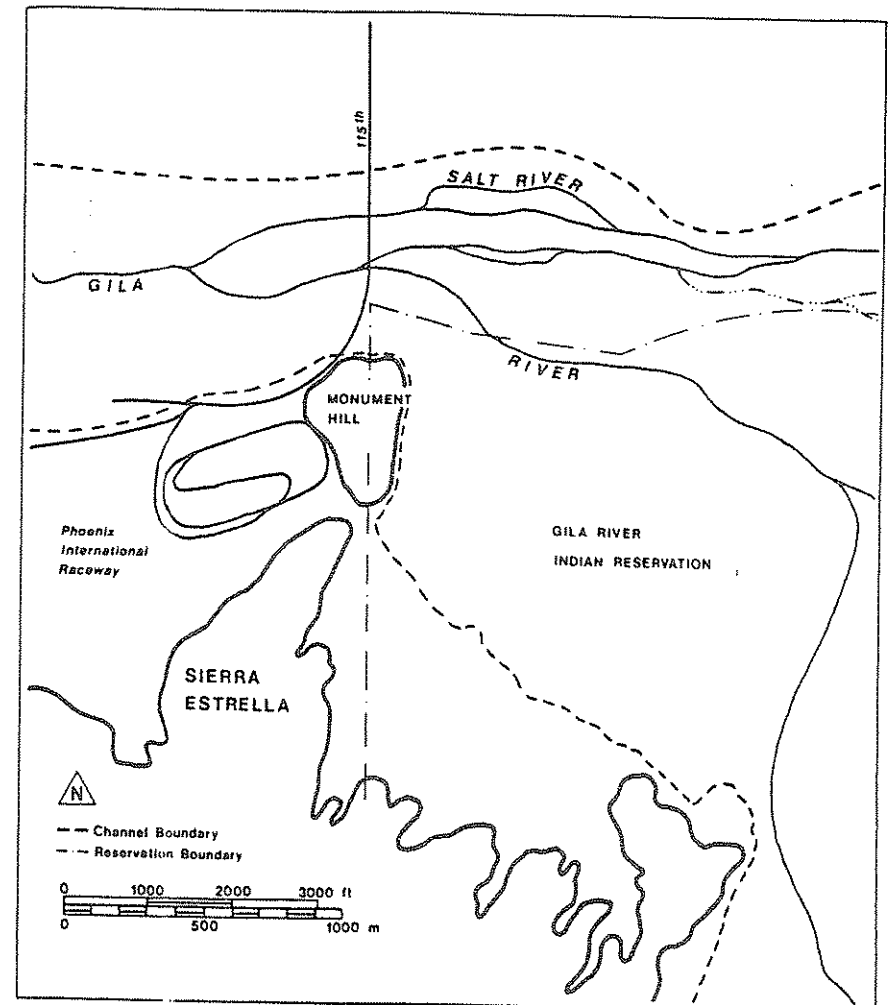 115th
SALT RIVER
GILA
RIVER
MONUMENT
HILL
Phoenix
International
Raceway
GILA RIVER
INDIAN RESERVATION
SIERRA
ESTRELLA
N
Channel Boundary
Reservation Boundary
0 1000 2000 3000 ft
0 500 1000 m